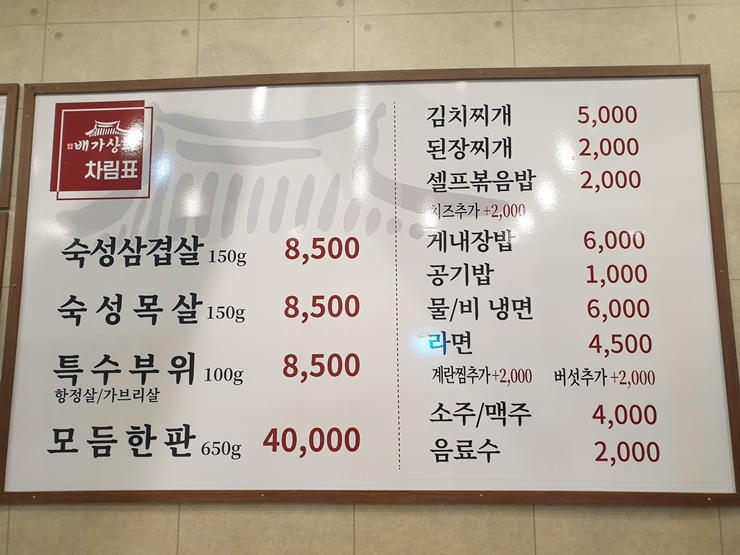 배가상회
차림표
숙성삼겹살 150g 8,500
숙성목살 150g 8,500
특수부위 100g 8,500
항정살/가브리살
모듬한판 650g 40,000
김치찌개 5,000
된장찌개 2,000
셀프볶음밥 2,000
치즈추가 +2,000
게내장밥 6,000
공기밥 1,000
물/비 냉면 6,000
라면 4,500
계란찜추가 +2,000 버섯추가 +2,000
소주/맥주 4,000
음료수 2,000